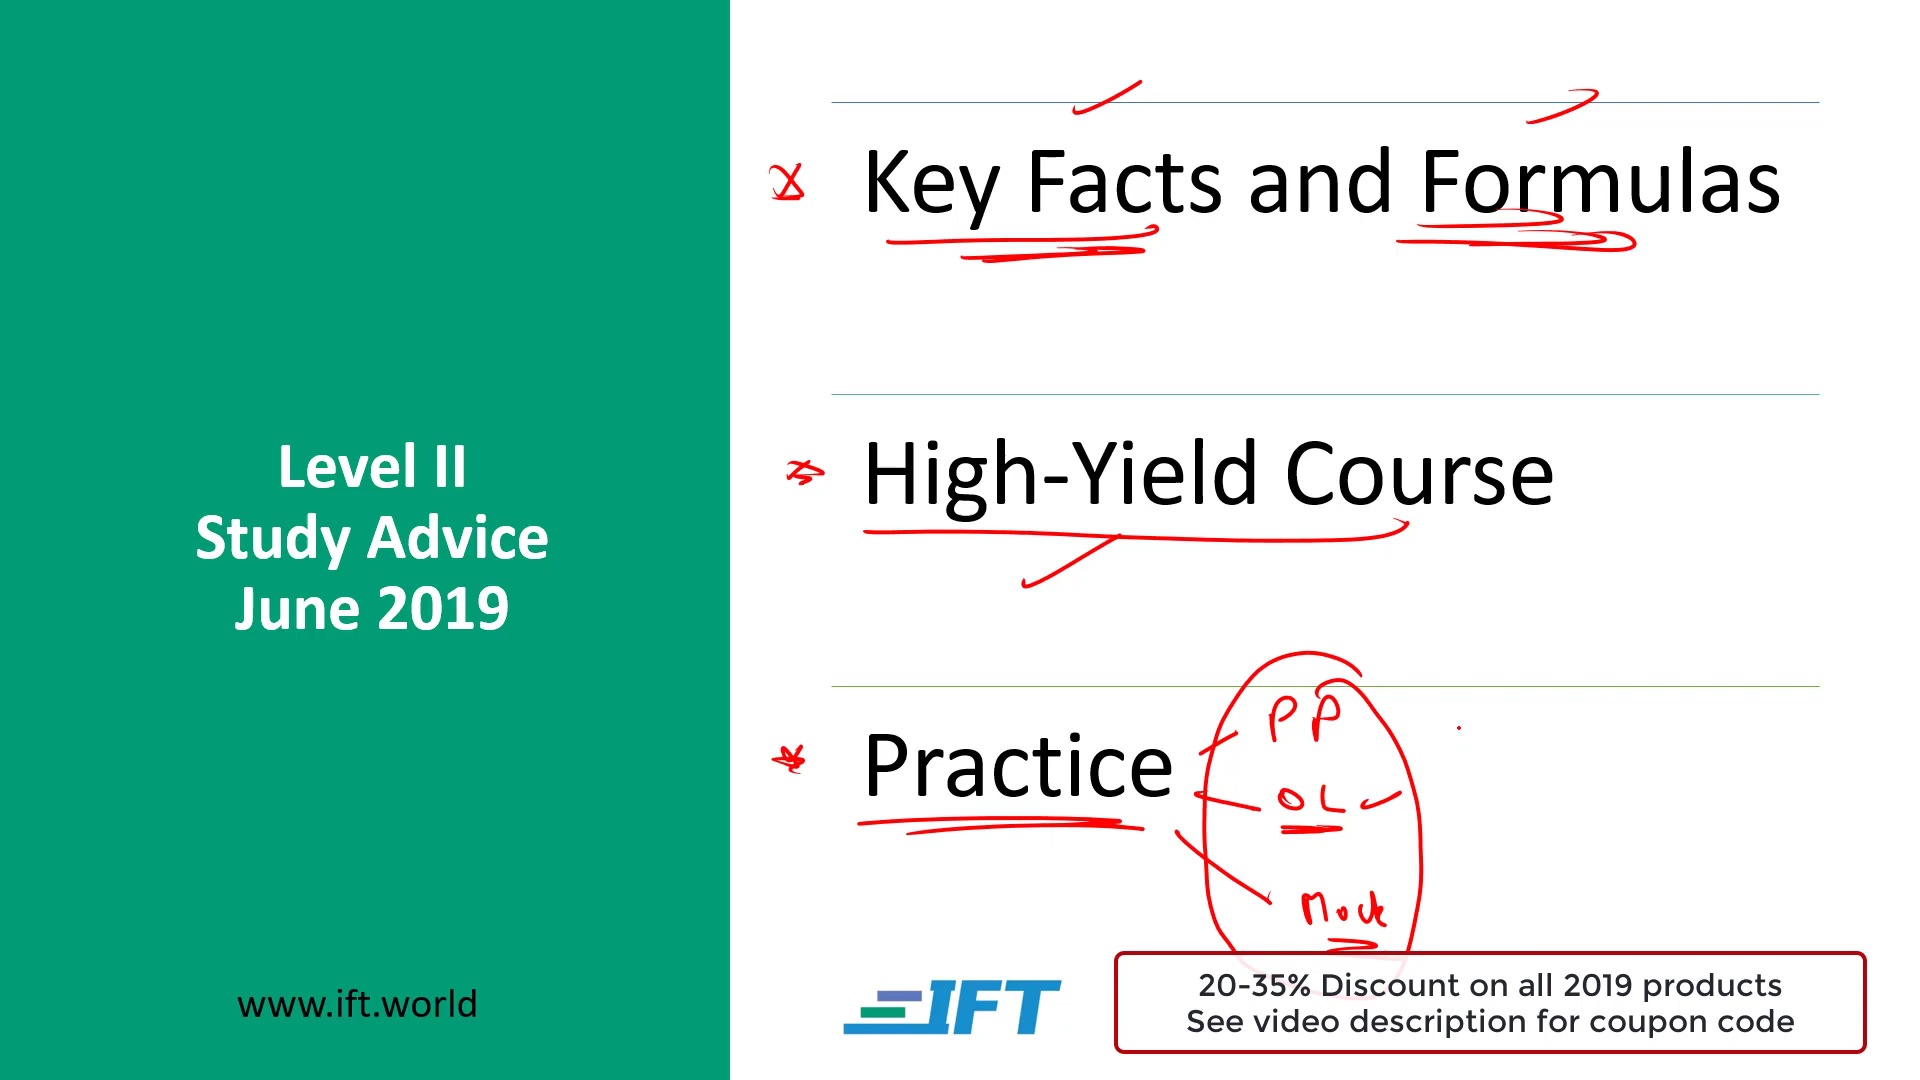 Level II
Study Advice
June 2019
www.ift.world
Key Facts and Formulas
High-Yield Course
Practice
PP
OL
Mock
IFT
20-35% Discount on all 2019 products
See video description for coupon code